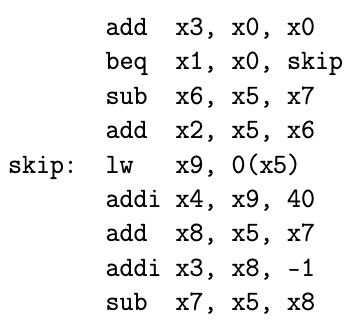 add x3, x0, x0
beq x1, x0, skip
sub x6, x5, x7
add x2, x5, x6
skip: lw x9, 0(x5)
addi x4, x9, 40
add x8, x5, x7
addi x3, x8, -1
sub x7, x5, x8